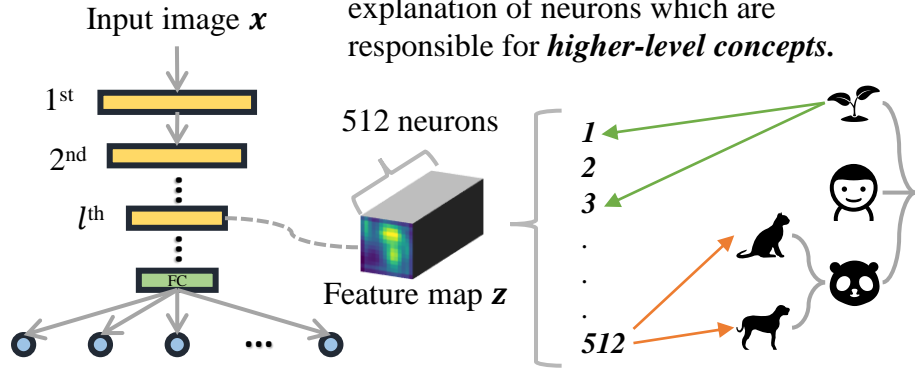 Input image x
explanation of neurons which are
responsible for higher-level concepts.
1st
2nd
lth
FC
512 neurons
Feature map z
1
2
3
.
.
.
512
...